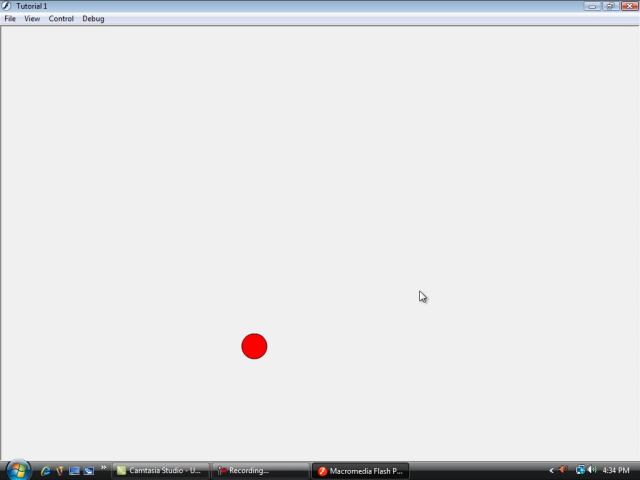 Tutorial 1
File View Control Debug
Camtasia Studio - U... Recording... Macromedia Flash P... 4:34 PM